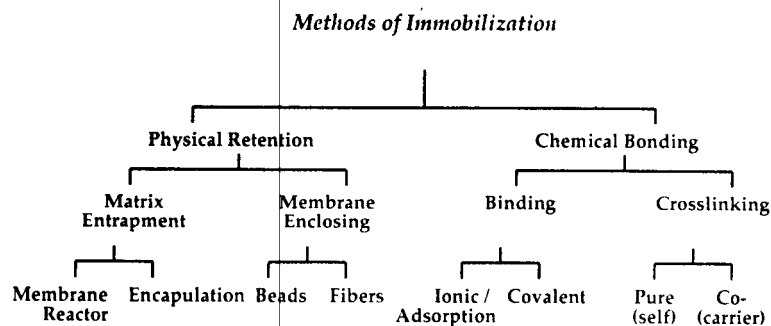 Methods of Immobilization
Physical Retention Chemical Bonding
Matrix Membrane Binding Crosslinking
Entrapment Enclosing
Membrane Encapulation Beads Fibers Ionic / Covalent Pure Co-
Reactor Adsorption (self) (carrier)